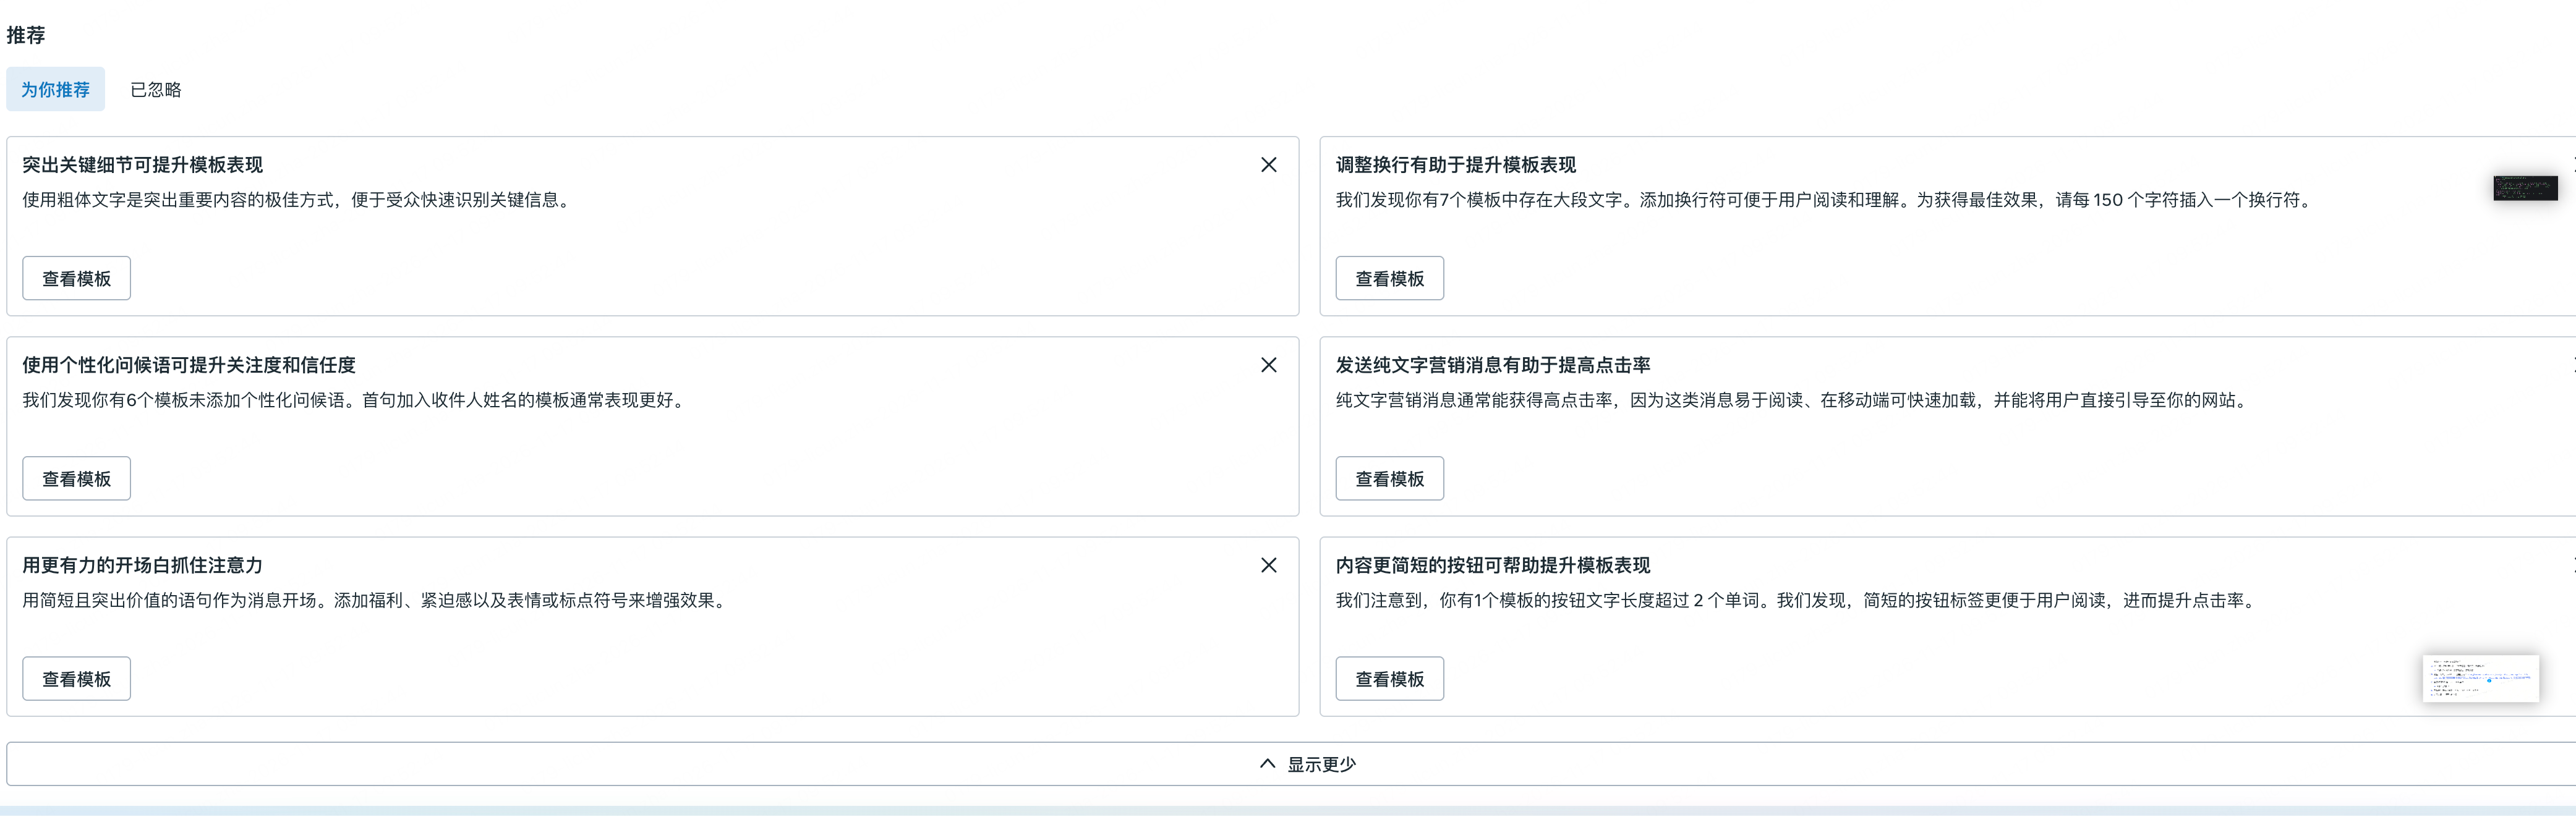 推荐
为你推荐
已忽略
突出关键细节可提升模板表现
使用粗体文字是突出重要内容的极佳方式，便于受众快速识别关键信息。
查看模板
调整换行有助于提升模板表现
我们发现你有7个模板中存在大段文字。添加换行符可便于用户阅读和理解。为获得最佳效果，请每 150 个字符插入一个换行符。
查看模板
使用个性化问候语可提升关注度和信任度
我们发现你有6个模板未添加个性化问候语。首句加入收件人姓名的模板通常表现更好。
查看模板
发送纯文字营销消息有助于提高点击率
纯文字营销消息通常能获得高点击率，因为这类消息易于阅读、在移动端可快速加载，并能将用户直接引导至你的网站。
查看模板
用更有力的开场白抓住注意力
用简短且突出价值的语句作为消息开场。添加福利、紧迫感以及表情或标点符号来增强效果。
查看模板
内容更简短的按钮可帮助提升模板表现
我们注意到，你有1个模板的按钮文字长度超过 2 个单词。我们发现，简短的按钮标签更便于用户阅读，进而提升点击率。
查看模板
显示更少